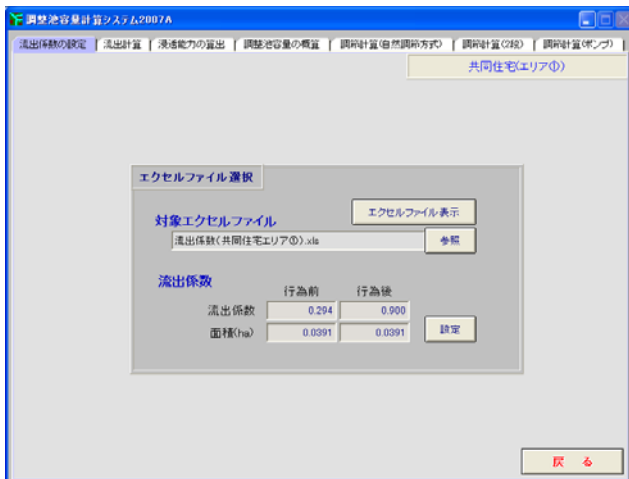 調整池容量計算システム2007A
流出係数の設定 流出計算 浸透能力の算出 調整池容量の概算 調節計算(自然調節方式) 調節計算(2段) 調節計算(ポンプ)
共同住宅(エリア①)
エクセルファイル選択
エクセルファイル表示
対象エクセルファイル
流出係数(共同住宅エリア①).xls 参照
流出係数
行為前 行為後
流出係数 0.294 0.900
面積(ha) 0.0391 0.0391 設定
戻 る